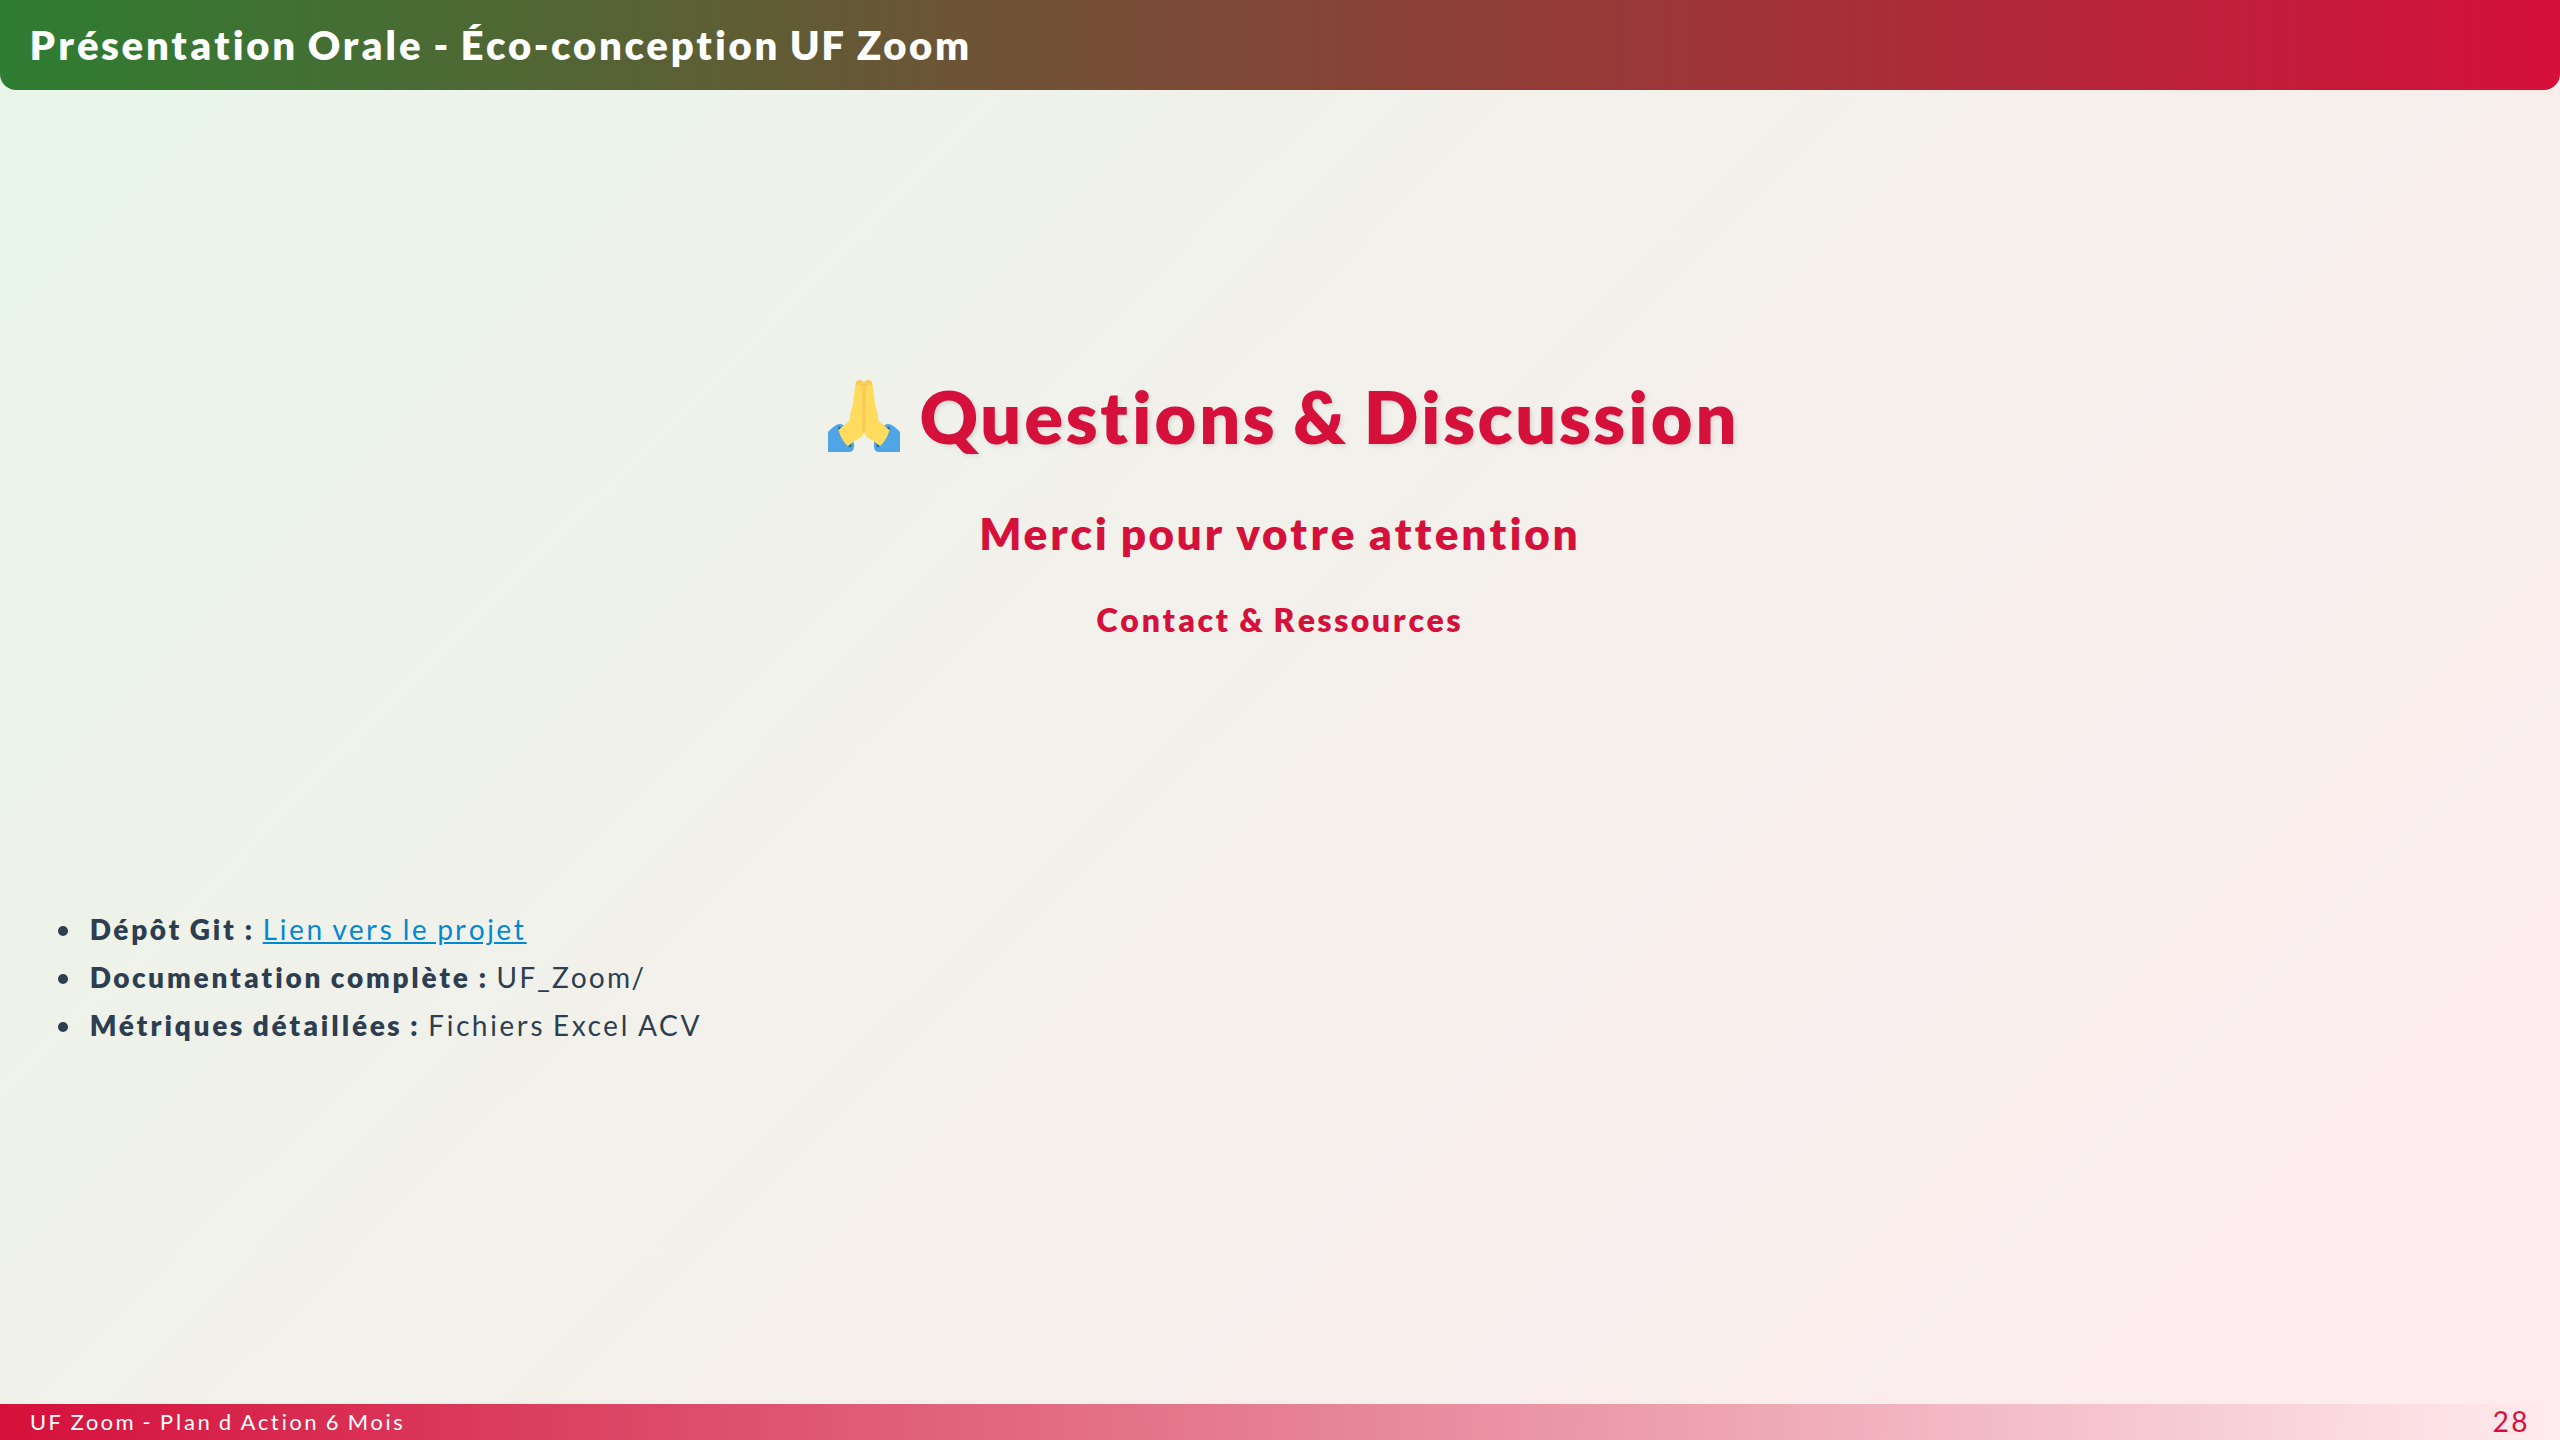 Présentation Orale - Éco-conception UF Zoom
🙏 Questions & Discussion
Merci pour votre attention
Contact & Ressources
• Dépôt Git : Lien vers le projet
• Documentation complète : UF_Zoom/
• Métriques détaillées : Fichiers Excel ACV
UF Zoom - Plan d Action 6 Mois
28